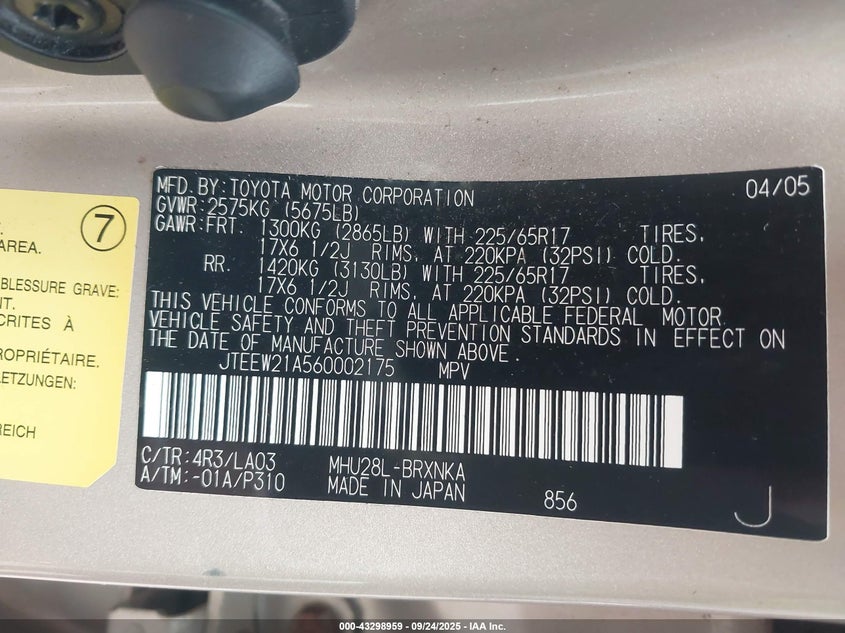 7
AREA.
BLESSURE GRAVE:
NT.
CRITES À
ROPRIÉTAIRE.
LETZUNGEN:
REICH
MFD. BY: TOYOTA MOTOR CORPORATION 04/05
GVWR: 2575KG (5675LB)
GAWR: FRT. 1300KG (2865LB) WITH 225/65R17 TIRES,
17X6 1/2J RIMS, AT 220KPA (32PSI) COLD.
RR. 1420KG (3130LB) WITH 225/65R17 TIRES,
17X6 1/2J RIMS, AT 220KPA (32PSI) COLD.
THIS VEHICLE CONFORMS TO ALL APPLICABLE FEDERAL MOTOR
VEHICLE SAFETY AND THEFT PREVENTION STANDARDS IN EFFECT ON
THE DATE OF MANUFACTURE SHOWN ABOVE.
JTEEW21A560002175 MPV
C/TR: 4R3/LA03 MHU28L-BRXNKA
A/TM: -01A/P310 MADE IN JAPAN 856 J
000-43298959 - 09/24/2025 - IAA Inc.